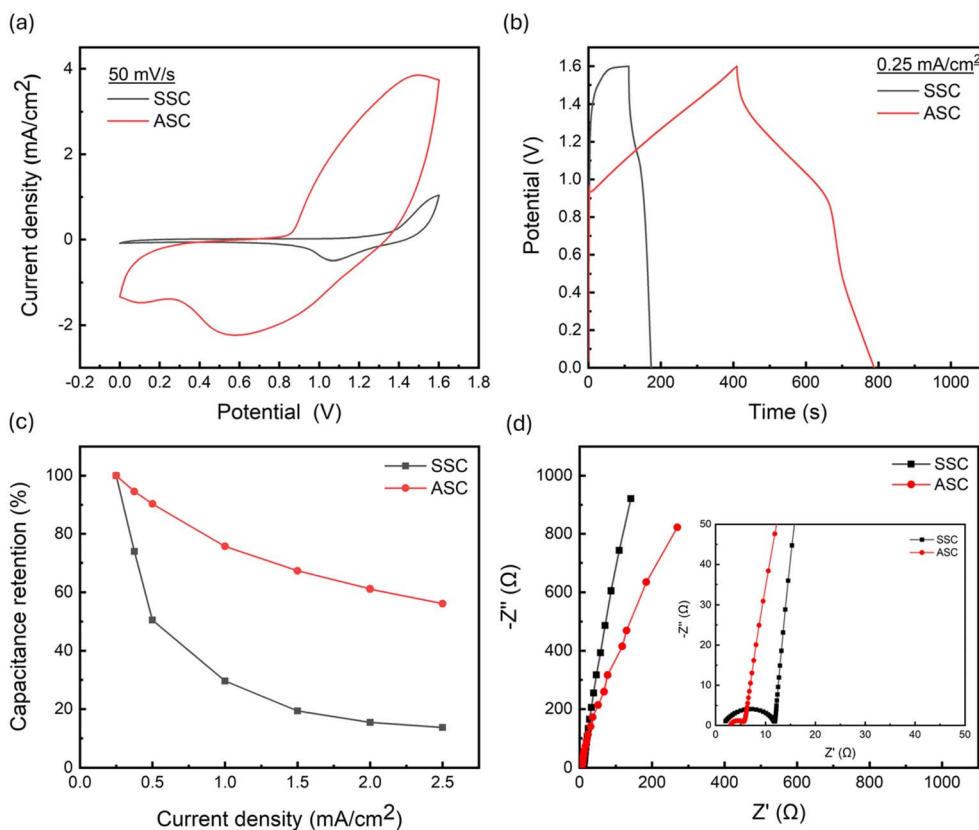 (a)
50 mV/s
SSC
ASC
Current density (mA/cm2)
4
2
0
-2
-0.2 0.0 0.2 0.4 0.6 0.8 1.0 1.2 1.4 1.6 1.8
Potential (V)
(b)
0.25 mA/cm2
SSC
ASC
Potential (V)
1.6
1.6
1.4
1.2
1.0
0.8
0.6
0.4
0.2
0.0
0 200 400 600 800 1000
Time (s)
(c)
SSC
ASC
Capacitance retention (%)
100
80
60
40
20
0
0.0 0.5 1.0 1.5 2.0 2.5
Current density (mA/cm2)
(d)
SSC
ASC
-Z'' (Ω)
1000
800
600
400
200
0
0 200 400 600 800 1000
Z' (Ω)
SSC
ASC
-Z'' (Ω)
50
40
30
20
10
0
0 10 20 30 40 50
Z' (Ω)